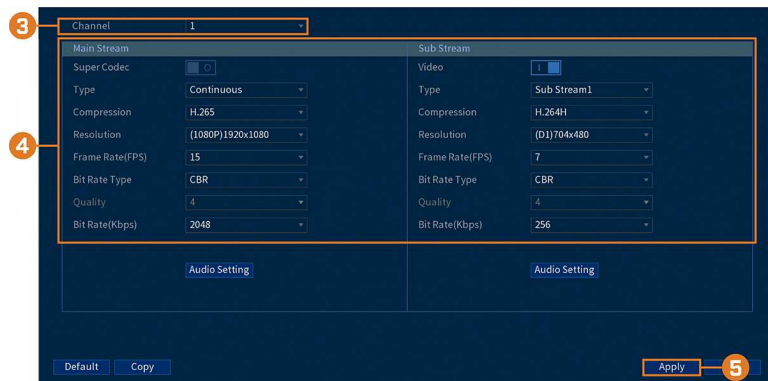 3 Channel 1
Main Stream Sub Stream
Super Codec Video
Type Continuous Type Sub Stream1
Compression H.265 Compression H.264H
4 Resolution (1080P)1920x1080 Resolution (D1)704x480
Frame Rate(FPS) 15 Frame Rate(FPS) 7
Bit Rate Type CBR Bit Rate Type CBR
Quality 4 Quality 4
Bit Rate(Kbps) 2048 Bit Rate(Kbps) 256
Audio Setting Audio Setting
Default Copy Apply 5